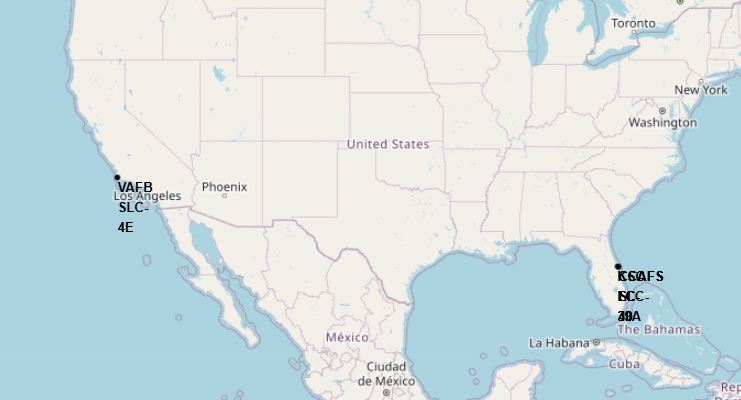 Toronto
New York
Washington
United States
VAFB
SLC-
4E
Los Angeles
Phoenix
The Bahamas
La Habana
México
Cuba
Ciudad
de México
Rep